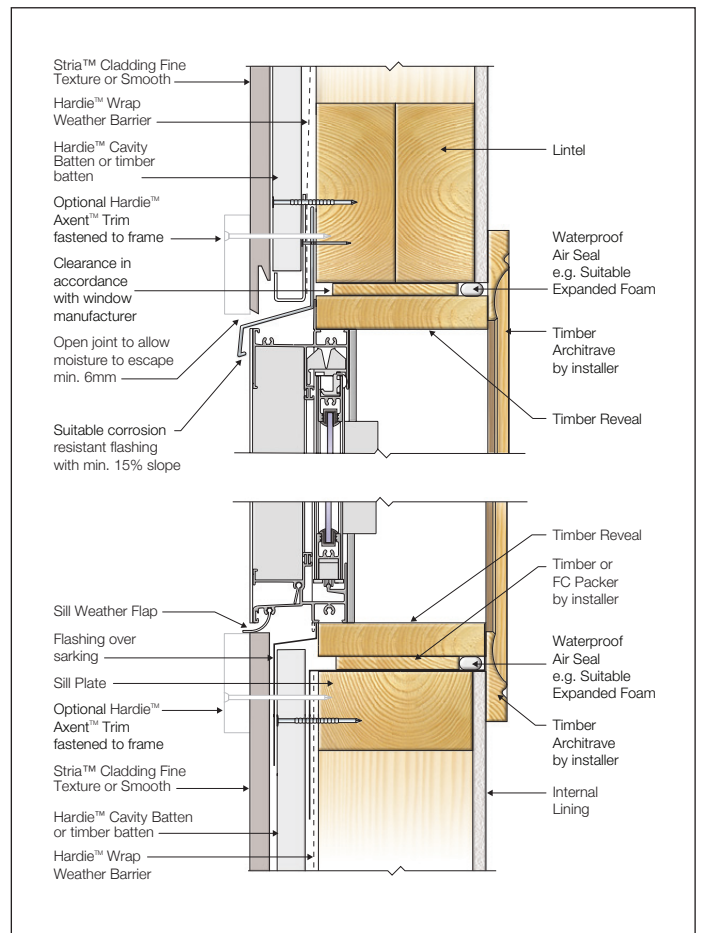 Stria™ Cladding Fine
Texture or Smooth
Hardie™ Wrap
Weather Barrier
Hardie™ Cavity
Batten or timber
batten
Optional Hardie™
Axent™ Trim
fastened to frame
Clearance in
accordance
with window
manufacturer
Open joint to allow
moisture to escape
min. 6mm
Suitable corrosion
resistant flashing
with min. 15% slope
Lintel
Waterproof
Air Seal
e.g. Suitable
Expanded Foam
Timber
Architrave
by installer
Timber Reveal
Sill Weather Flap
Flashing over
sarking
Sill Plate
Optional Hardie™
Axent™ Trim
fastened to frame
Stria™ Cladding Fine
Texture or Smooth
Hardie™ Cavity Batten
or timber batten
Hardie™ Wrap
Weather Barrier
Timber Reveal
Timber or
FC Packer
by installer
Waterproof
Air Seal
e.g. Suitable
Expanded Foam
Timber
Architrave
by installer
Internal
Lining